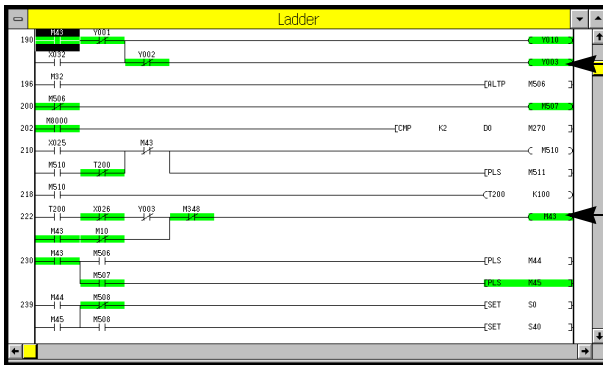 Ladder
M43 Y001
190 Y010
X032 Y002
Y003
M32
196 ALTP M506
M506
200 M507
M8000
202 CMP K2 D0 M270
X025 M43
210 M510
M510 T200
PLS M511
M510
218 T200 K100
T200 X026 Y003 M348
222 M43
M43 M10
M43 M506
230 PLS M44
M507
PLS M45
M44 M508
239 SET S0
M45 M508
SET S40